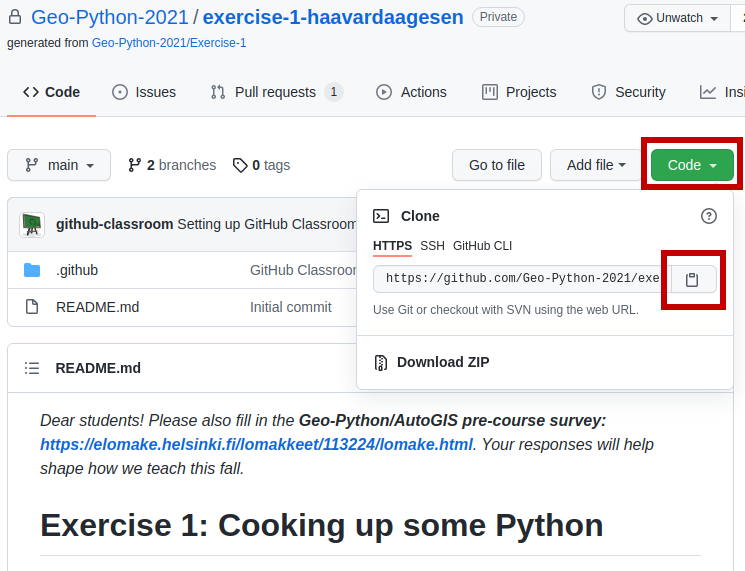 Geo-Python-2021 / exercise-1-haavardaagesen Private Unwatch
generated from Geo-Python-2021/Exercise-1
Code Issues Pull requests 1 Actions Projects Security Insi
main 2 branches 0 tags Go to file Add file Code
github-classroom Setting up GitHub Classroom
.github GitHub Classroom
README.md Initial commit
Clone
HTTPS SSH GitHub CLI
https://github.com/Geo-Python-2021/exe
Use Git or checkout with SVN using the web URL.
Download ZIP
README.md
Dear students! Please also fill in the Geo-Python/AutoGIS pre-course survey:
https://elomake.helsinki.fi/lomakkeet/113224/lomake.html. Your responses will help
shape how we teach this fall.
Exercise 1: Cooking up some Python